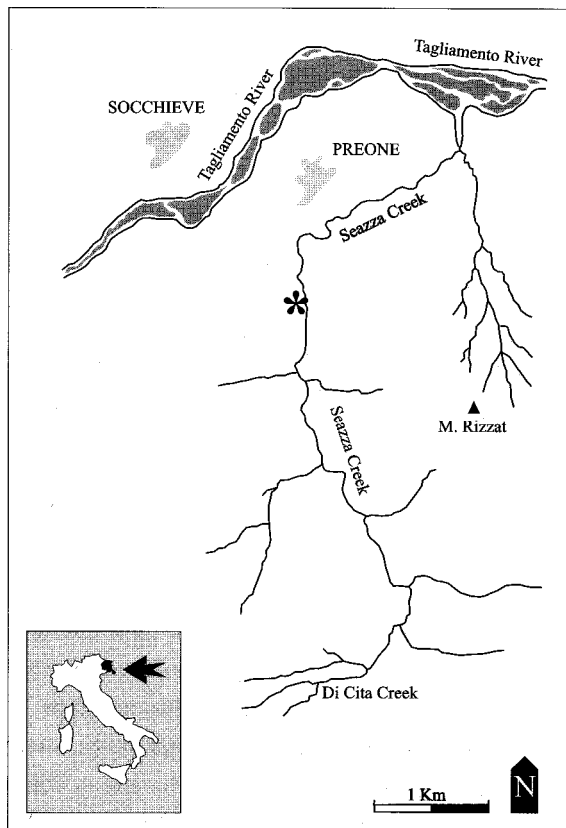 Tagliamento River
SOCCHIEVE
Tagliamento River
PREONE
Seazza Creek
M. Rizzat
Seazza Creek
Di Cita Creek
1 Km
N